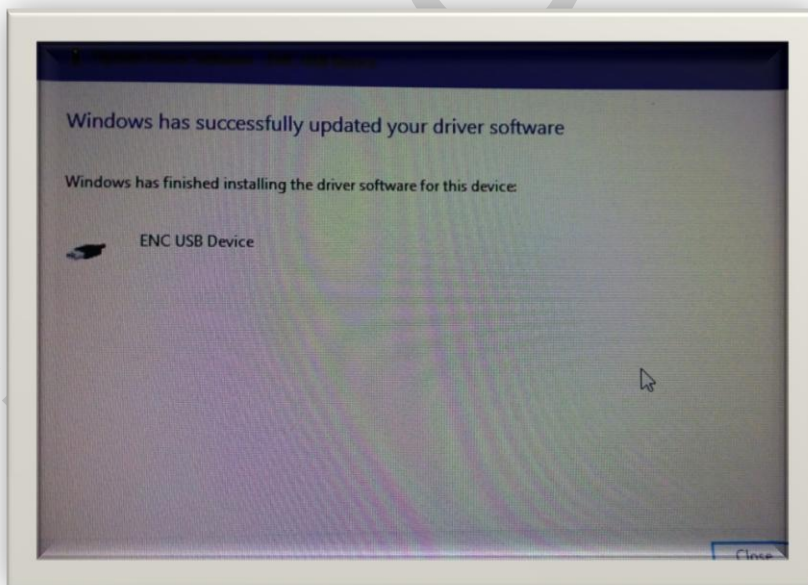 Windows has successfully updated your driver software
Windows has finished installing the driver software for this device:
ENC USB Device
Close